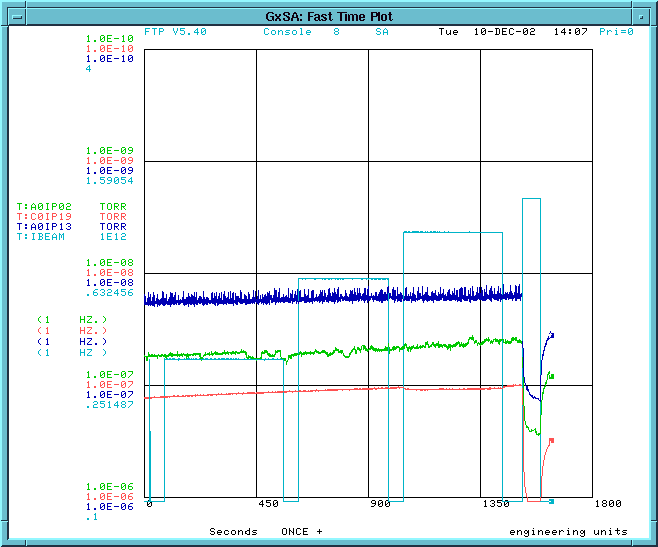 GxSA: Fast Time Plot
FTP V5.40 Console 8 SA Tue 10-DEC-02 14:07 Pri=0
1.0E-10
1.0E-10
1.0E-10
4
1.0E-09
1.0E-09
1.0E-09
1.59054
T:A0IP02 TORR
T:C0IP19 TORR
T:A0IP13 TORR
T:IBEAM 1E12
1.0E-08
1.0E-08
1.0E-08
.632456
(1 HZ.)
(1 HZ.)
(1 HZ.)
(1 HZ )
1.0E-07
1.0E-07
1.0E-07
.251487
1.0E-06
1.0E-06
1.0E-06
.1
0 450 900 1350 1800
Seconds ONCE + engineering units